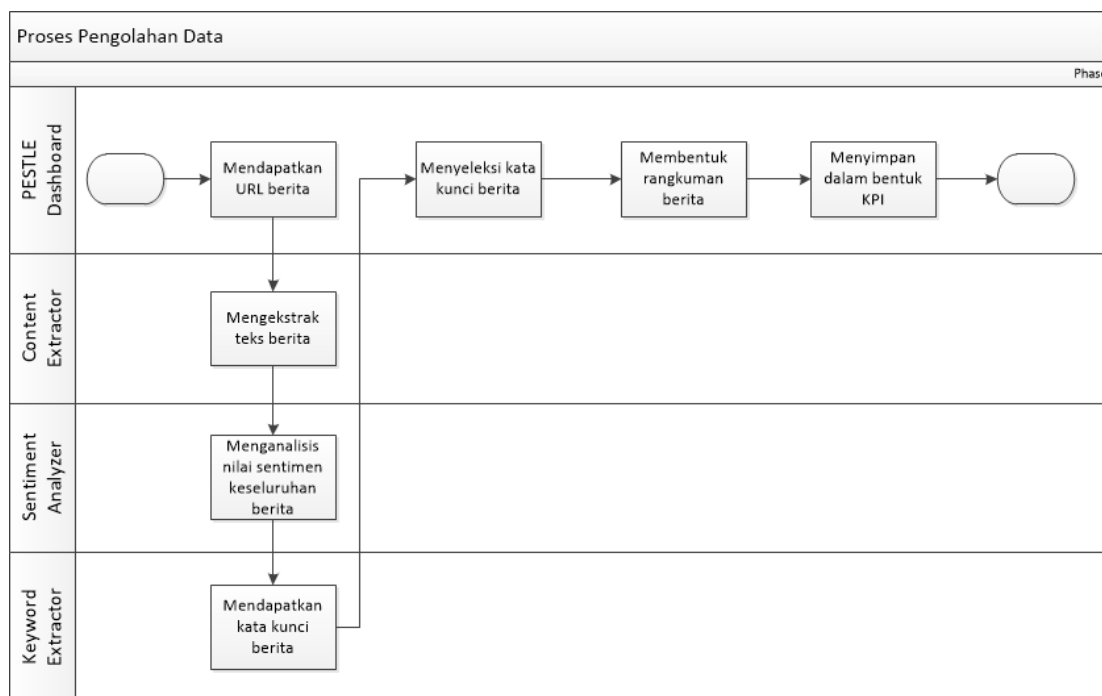 Proses Pengolahan Data
Phase
PESTLE
Dashboard
Mendapatkan
URL berita
Menyeleksi kata
kunci berita
Membentuk
rangkuman
berita
Menyimpan
dalam bentuk
KPI
Content
Extractor
Mengekstrak
teks berita
Sentiment
Analyzer
Menganalisis
nilai sentimen
keseluruhan
berita
Keyword
Extractor
Mendapatkan
kata kunci
berita